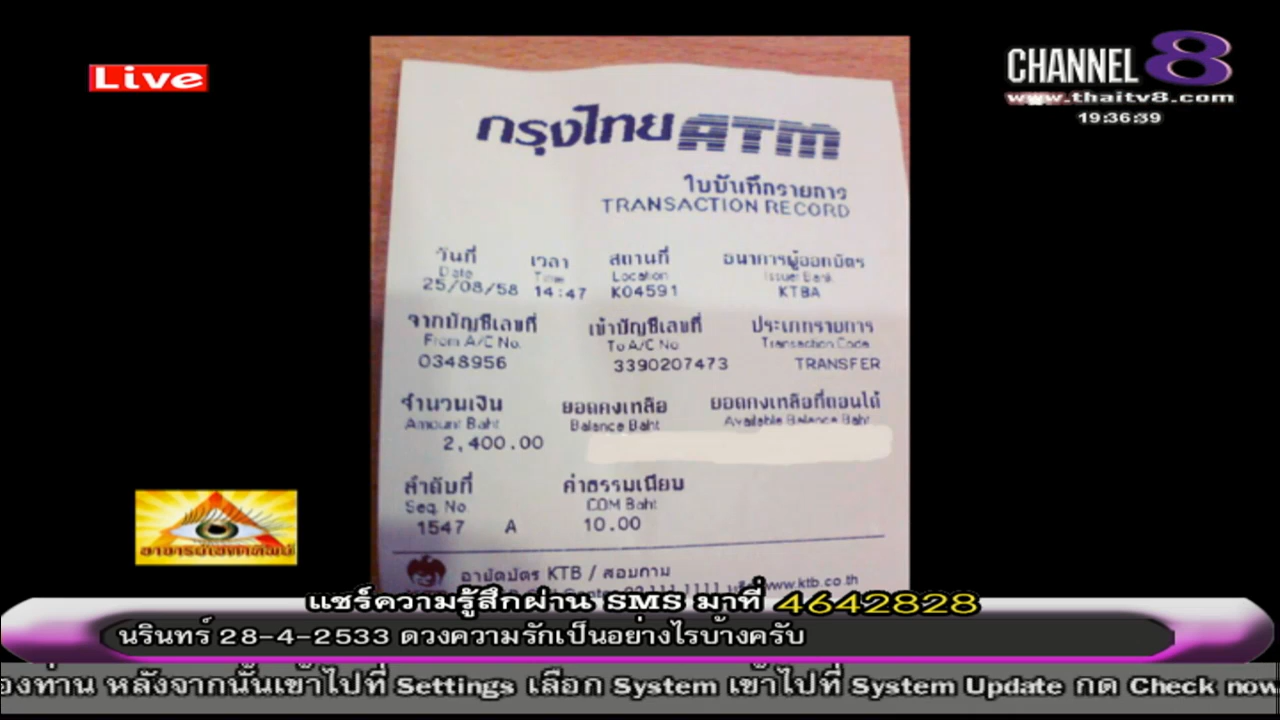 Live
CHANNEL 8
www.thaitv8.com
19:36:39
กรุงไทย ATM
ใบบันทึกรายการ
TRANSACTION RECORD
วันที่ เวลา สถานที่ ธนาคารผู้ออกบัตร
Date Time Location Issuer Bank
25/08/58 14:47 K04591 KTBA
จากบัญชีเลขที่ เข้าบัญชีเลขที่ ประเภทรายการ
From A/C No. To A/C No. Transaction Code
0348956 3390207473 TRANSFER
จำนวนเงิน ยอดคงเหลือ ยอดคงเหลือที่ถอนได้
Amount Baht Balance Baht Available Balance Baht
2,400.00
ลำดับที่ ค่าธรรมเนียม
Seq. No COM Baht
1547 A 10.00
อายัดบัตร KTB / สอบถาม
www.ktb.co.th
แชร์ความรู้สึกผ่าน SMS มาที่ 4642828
นรินทร์ 28-4-2533 ดวงความรักเป็นอย่างไรบ้างครับ
องท่าน หลังจากนั้นเข้าไปที่ Settings เลือก System เข้าไปที่ System Update กด Check now